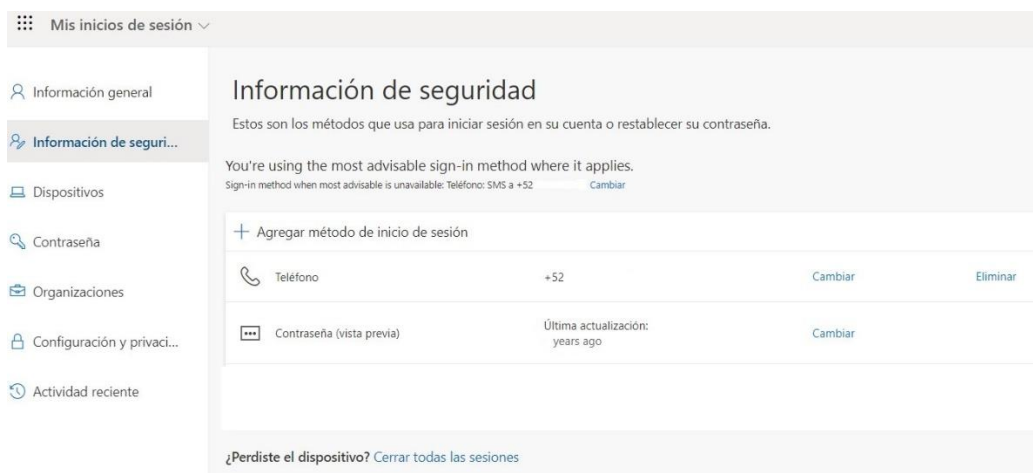 Mis inicios de sesión
Información general
Información de seguri...
Dispositivos
Contraseña
Organizaciones
Configuración y privaci...
Actividad reciente
Información de seguridad
Estos son los métodos que usa para iniciar sesión en su cuenta o restablecer su contraseña.
You're using the most advisable sign-in method where it applies.
Sign-in method when most advisable is unavailable: Teléfono: SMS a +52 Cambiar
+ Agregar método de inicio de sesión
Teléfono +52 Cambiar Eliminar
Contraseña (vista previa) Última actualización: Cambiar
years ago
¿Perdiste el dispositivo? Cerrar todas las sesiones